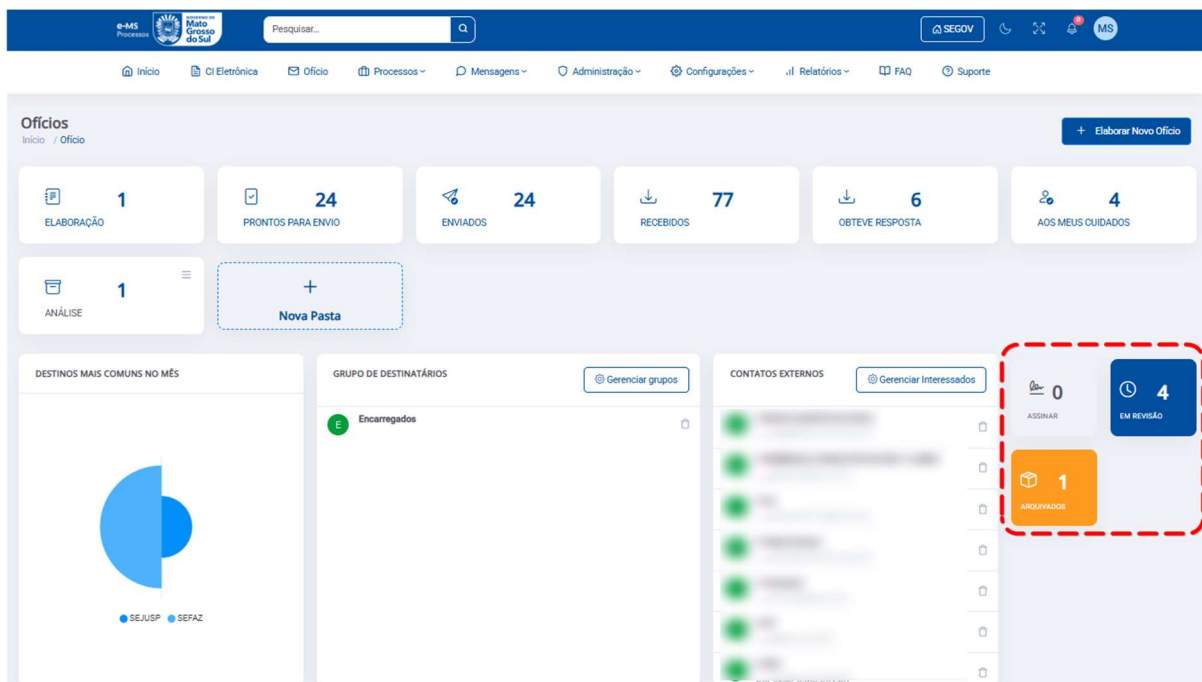 e-MS
Processos
GOVERNO DE
Mato
Grosso
do Sul
Pesquisar...
SEGOV
MS
Início
CI Eletrônica
Ofício
Processos
Mensagens
Administração
Configurações
Relatórios
FAQ
Suporte
Ofícios
Início / Ofício
+ Elaborar Novo Ofício
1
ELABORAÇÃO
24
PRONTOS PARA ENVIO
24
ENVIADOS
77
RECEBIDOS
6
OBTEVE RESPOSTA
4
AOS MEUS CUIDADOS
1
ANÁLISE
+
Nova Pasta
DESTINOS MAIS COMUNS NO MÊS
SEJUSP SEFAZ
GRUPO DE DESTINATÁRIOS
Gerenciar grupos
E Encarregados
CONTATOS EXTERNOS
Gerenciar Interessados
0
ASSINAR
4
EM REVISÃO
1
ARQUIVADOS